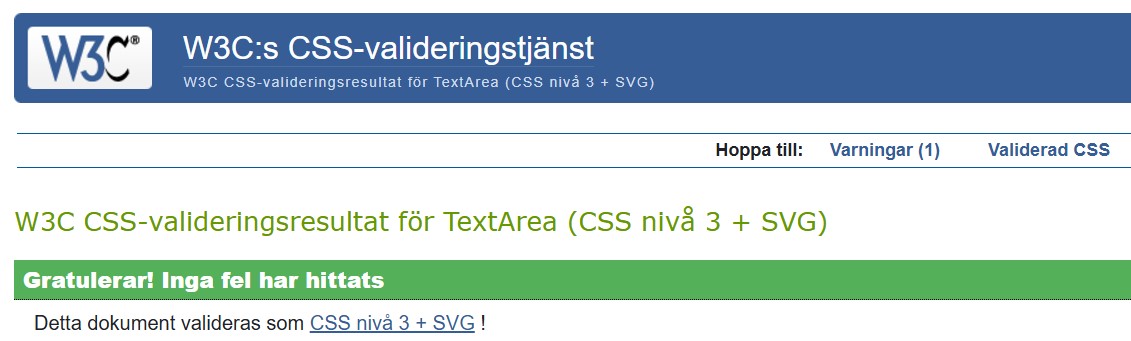 W3C®
W3C:s CSS-valideringstjänst
W3C CSS-valideringsresultat för TextArea (CSS nivå 3 + SVG)
Hoppa till: Varningar (1) Validerad CSS
W3C CSS-valideringsresultat för TextArea (CSS nivå 3 + SVG)
Gratulerar! Inga fel har hittats
Detta dokument valideras som CSS nivå 3 + SVG !